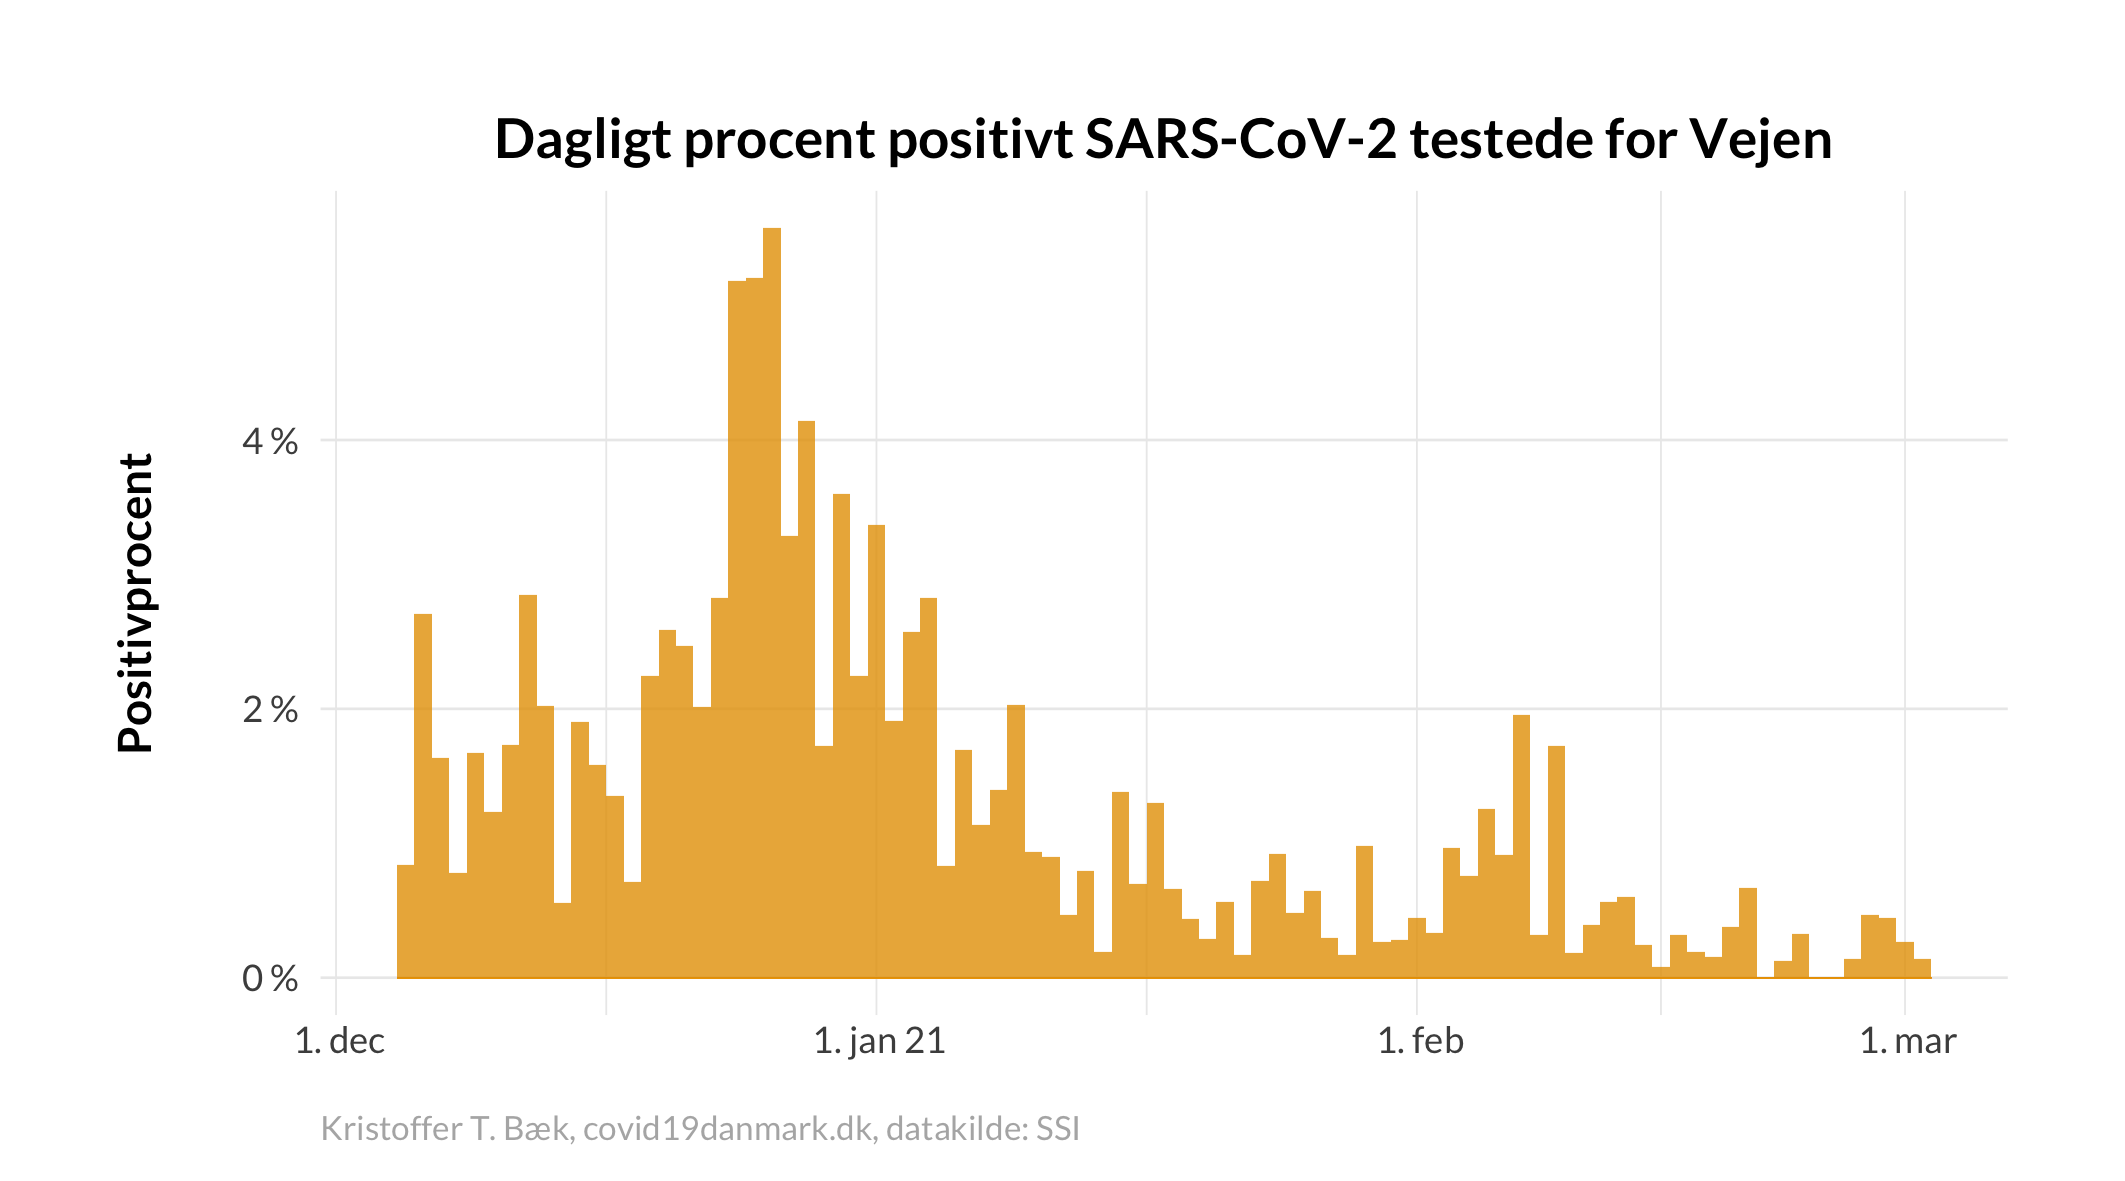 Dagligt procent positivt SARS-CoV-2 testede for Vejen
Positivprocent
4 %
2 %
0 %
1. dec
1. jan 21
1. feb
1. mar
Kristoffer T. Bæk, covid19danmark.dk, datakilde: SSI